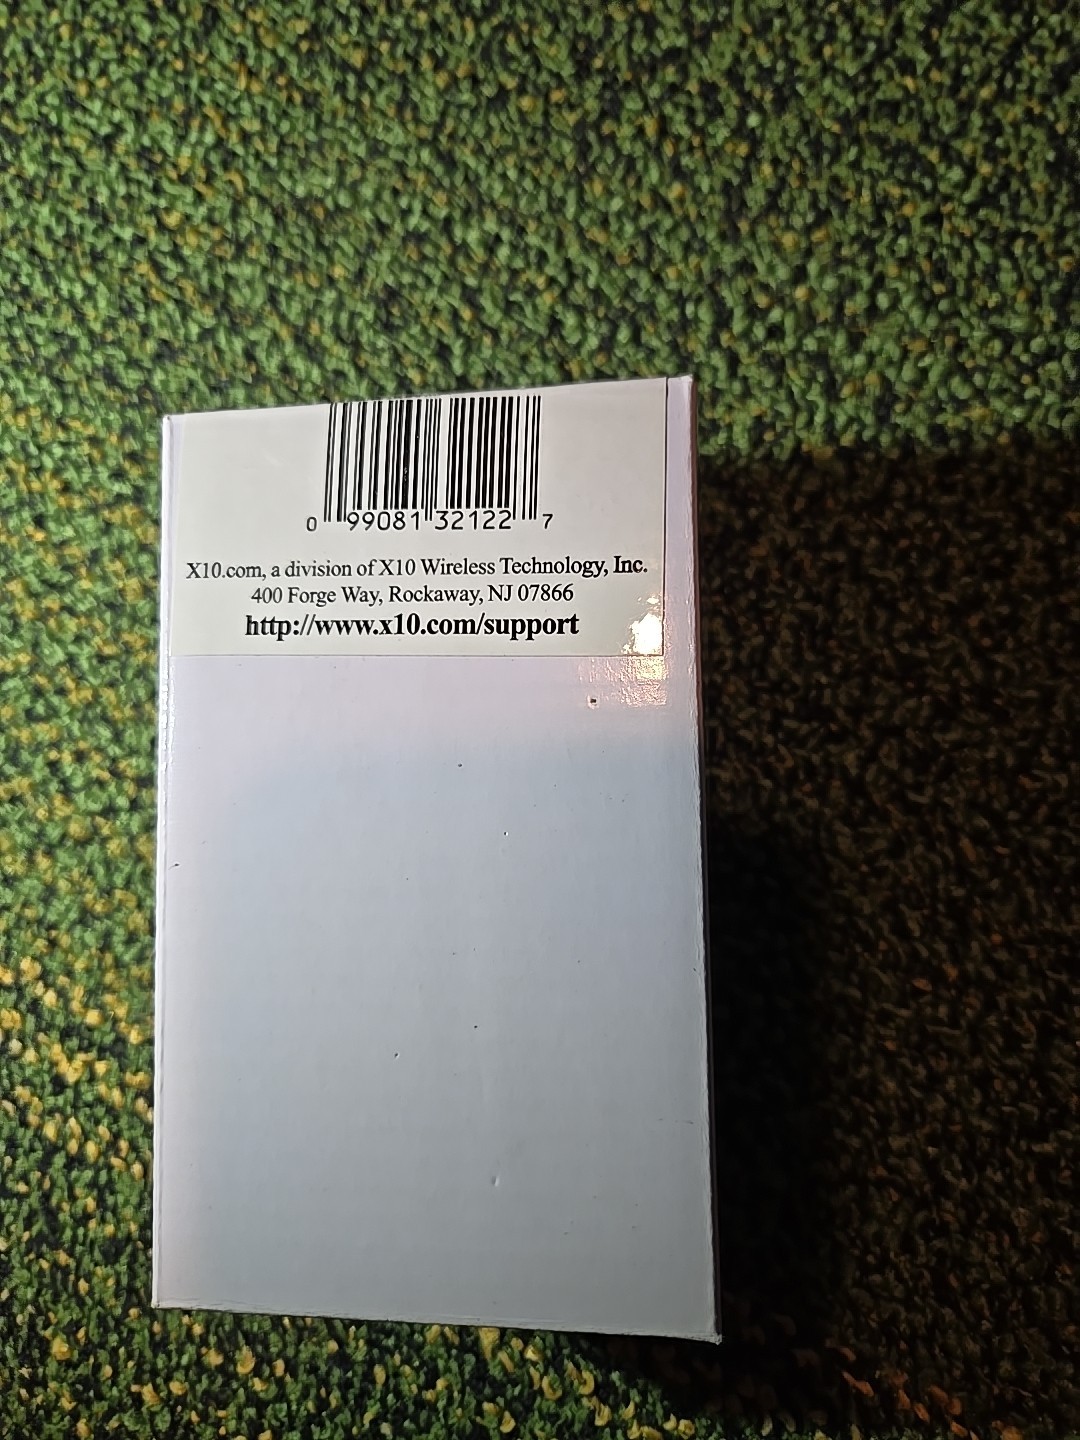 0 99081 32122 7
X10.com, a division of X10 Wireless Technology, Inc.
400 Forge Way, Rockaway, NJ 07866
http://www.x10.com/support